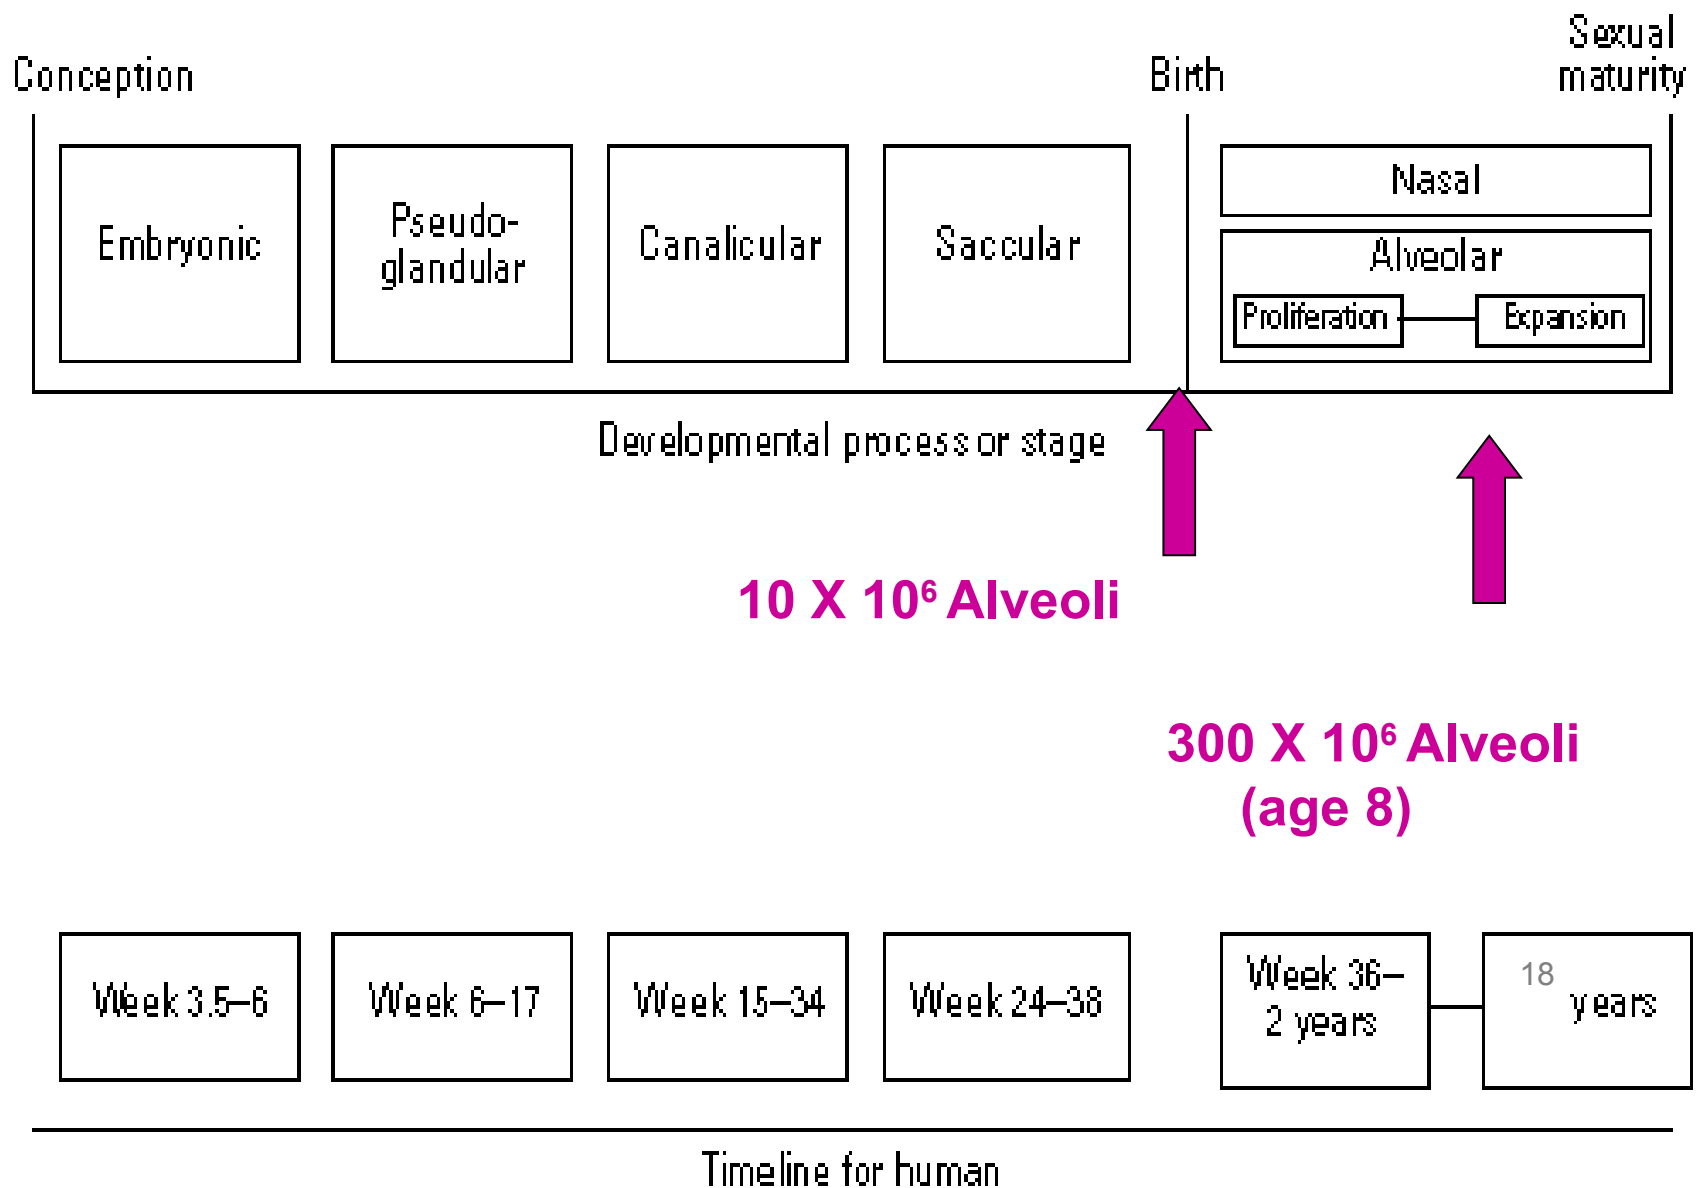 Conception
Birth
Sexual
maturity
Embryonic
Pseudo-
glandular
Canalicular
Saccular
Nasal
Alveolar
Proliferation
Expansion
Developmental process or stage
10 X 10⁶ Alveoli
300 X 10⁶ Alveoli
(age 8)
Week 3.5–6
Week 6–17
Week 15–34
Week 24–38
Week 36–
2 years
18
years
Timeline for human